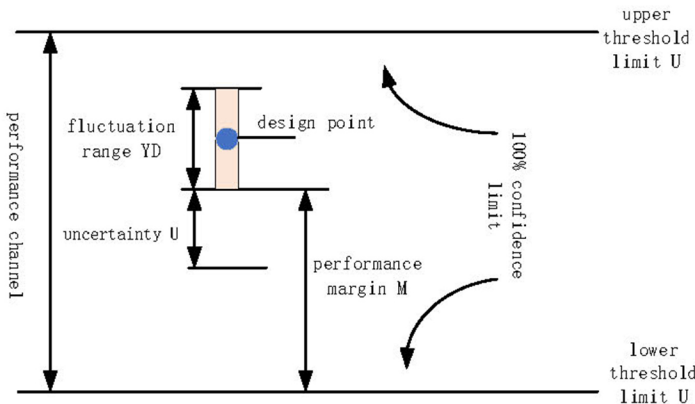 upper
threshold
limit U
performance channel
fluctuation
range YD
design point
100% confidence
limit
uncertainty U
performance
margin M
lower
threshold
limit U